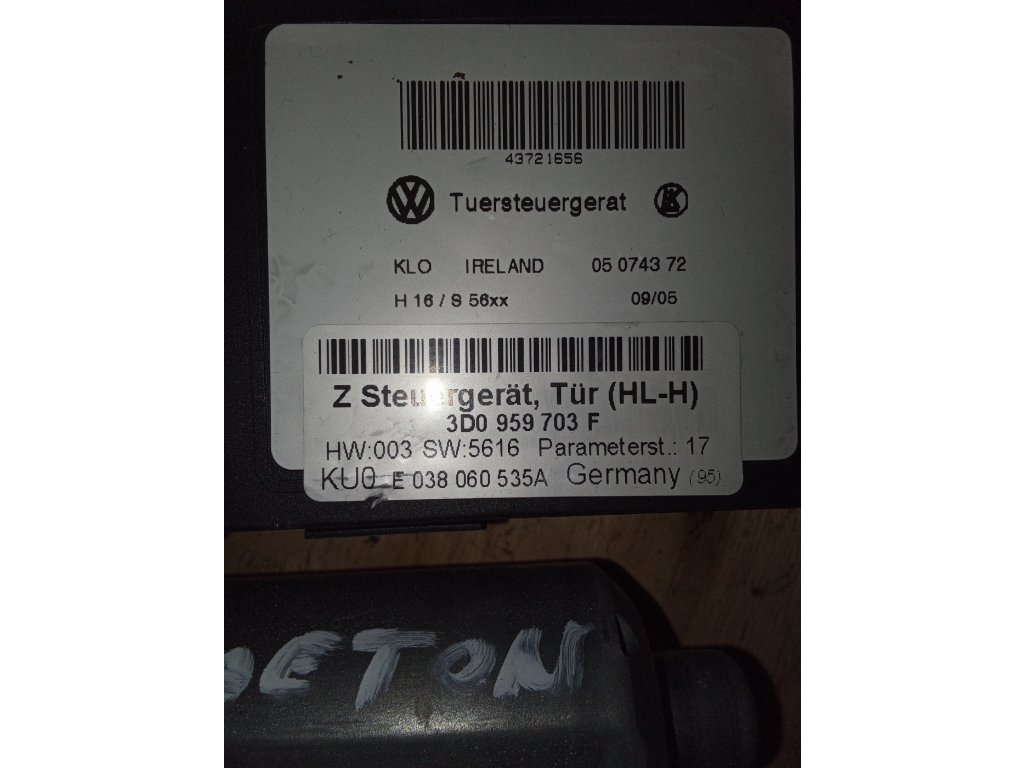 43721656
VW Tuersteuergerat
KLO IRELAND 05 0743 72
H 16 / S 56xx 09/05
Z Steuergerät, Tür (HL-H)
3D0 959 703 F
HW:003 SW:5616 Parameterst.: 17
KU0 E 038 060 535A Germany (95)